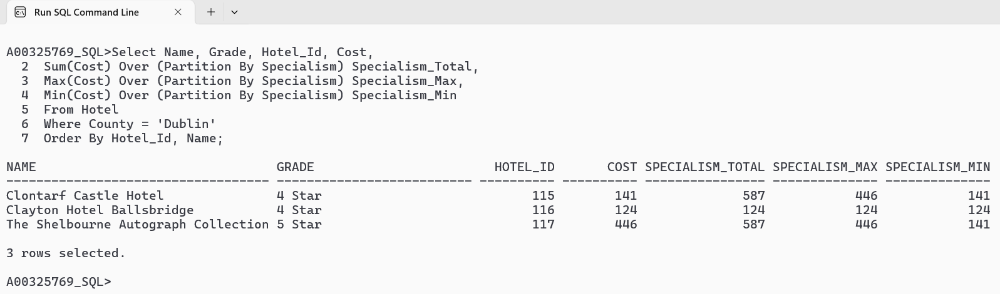 Run SQL Command Line
A00325769_SQL>Select Name, Grade, Hotel_Id, Cost,
2 Sum(Cost) Over (Partition By Specialism) Specialism_Total,
3 Max(Cost) Over (Partition By Specialism) Specialism_Max,
4 Min(Cost) Over (Partition By Specialism) Specialism_Min
5 From Hotel
6 Where County = 'Dublin'
7 Order By Hotel_Id, Name;
NAME GRADE HOTEL_ID COST SPECIALISM_TOTAL SPECIALISM_MAX SPECIALISM_MIN
----------------------------------- -------------------------- ---------- ---------- ---------------- -------------- --------------
Clontarf Castle Hotel 4 Star 115 141 587 446 141
Clayton Hotel Ballsbridge 4 Star 116 124 124 124 124
The Shelbourne Autograph Collection 5 Star 117 446 587 446 141
3 rows selected.
A00325769_SQL>